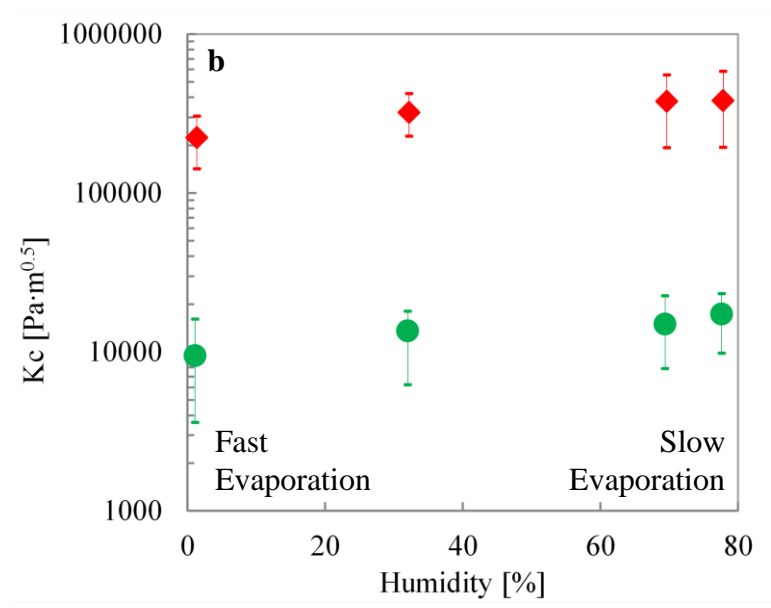 b
1000000
100000
10000
1000
Kc [Pa·m^0.5]
Fast
Evaporation
Slow
Evaporation
0
20
40
60
80
Humidity [%]